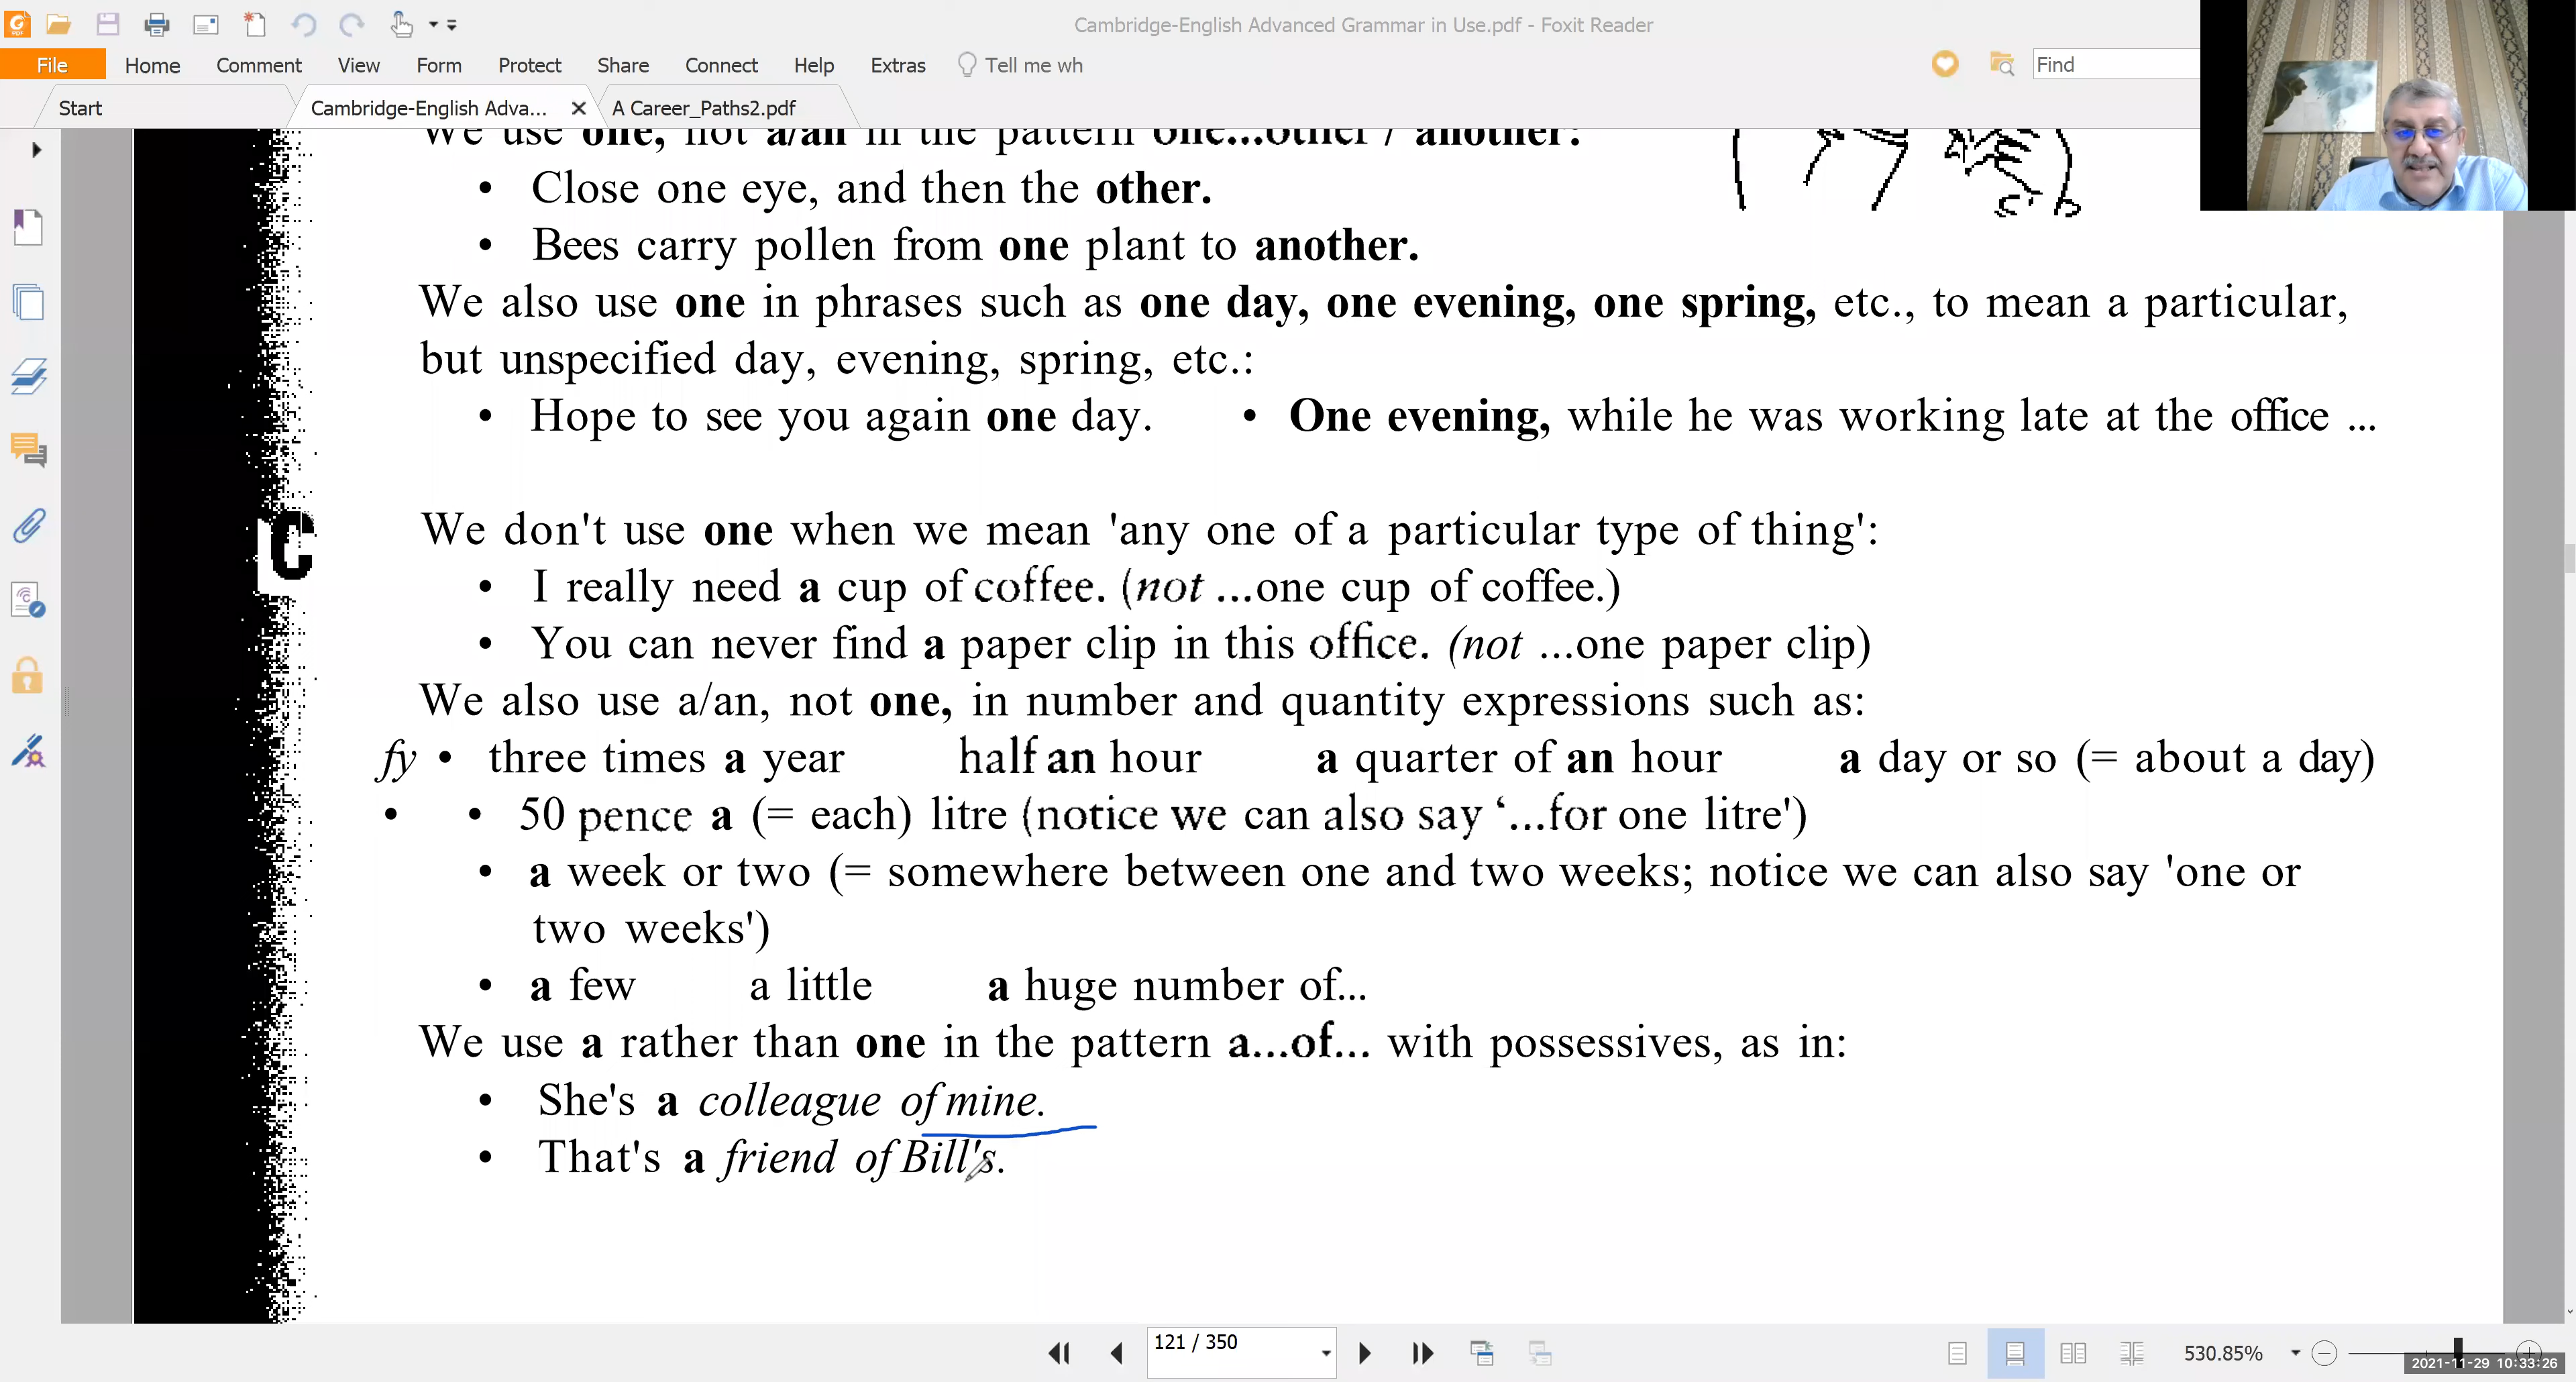 Cambridge-English Advanced Grammar in Use.pdf - Foxit Reader
File Home Comment View Form Protect Share Connect Help Extras Tell me wh Find
Start Cambridge-English Adva... A Career_Paths2.pdf
We use one, not a/an in the pattern one...other / another:
• Close one eye, and then the other.
• Bees carry pollen from one plant to another.
We also use one in phrases such as one day, one evening, one spring, etc., to mean a particular,
but unspecified day, evening, spring, etc.:
• Hope to see you again one day. • One evening, while he was working late at the office ...
C
We don't use one when we mean 'any one of a particular type of thing':
• I really need a cup of coffee. (not ...one cup of coffee.)
• You can never find a paper clip in this office. (not ...one paper clip)
We also use a/an, not one, in number and quantity expressions such as:
fy • three times a year half an hour a quarter of an hour a day or so (= about a day)
• • 50 pence a (= each) litre (notice we can also say ‘...for one litre')
• a week or two (= somewhere between one and two weeks; notice we can also say 'one or
two weeks')
• a few a little a huge number of...
We use a rather than one in the pattern a...of... with possessives, as in:
• She's a colleague of mine.
• That's a friend of Bill's.
121 / 350
530.85%
2021-11-29 10:33:26